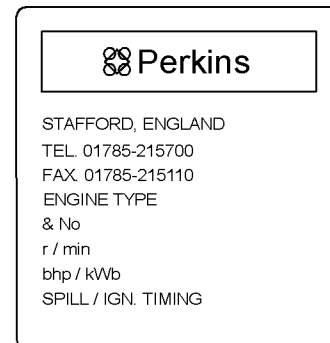 Perkins
STAFFORD, ENGLAND
TEL. 01785-215700
FAX. 01785-215110
ENGINE TYPE
& No
r / min
bhp / kWb
SPILL / IGN. TIMING